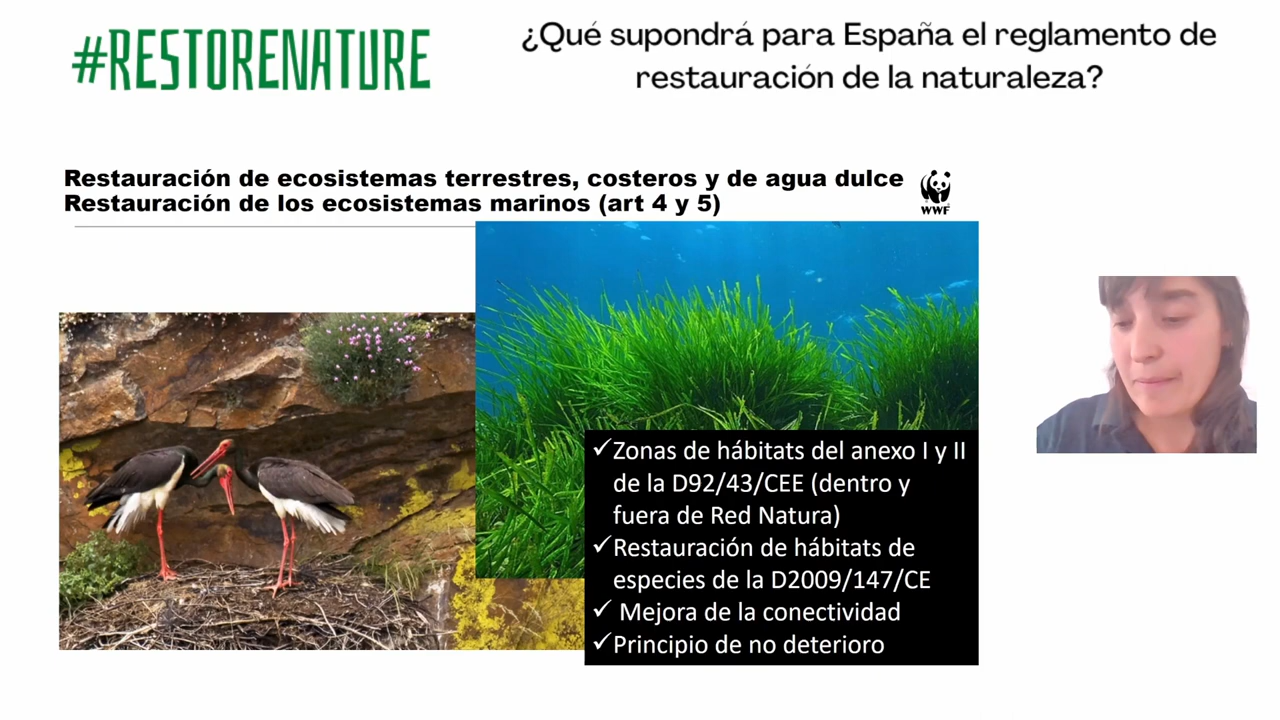 #RESTORENATURE
¿Qué supondrá para España el reglamento de
restauración de la naturaleza?
Restauración de ecosistemas terrestres, costeros y de agua dulce
Restauración de los ecosistemas marinos (art 4 y 5)
WWF
✓Zonas de hábitats del anexo I y II
de la D92/43/CEE (dentro y
fuera de Red Natura)
✓Restauración de hábitats de
especies de la D2009/147/CE
✓ Mejora de la conectividad
✓Principio de no deterioro